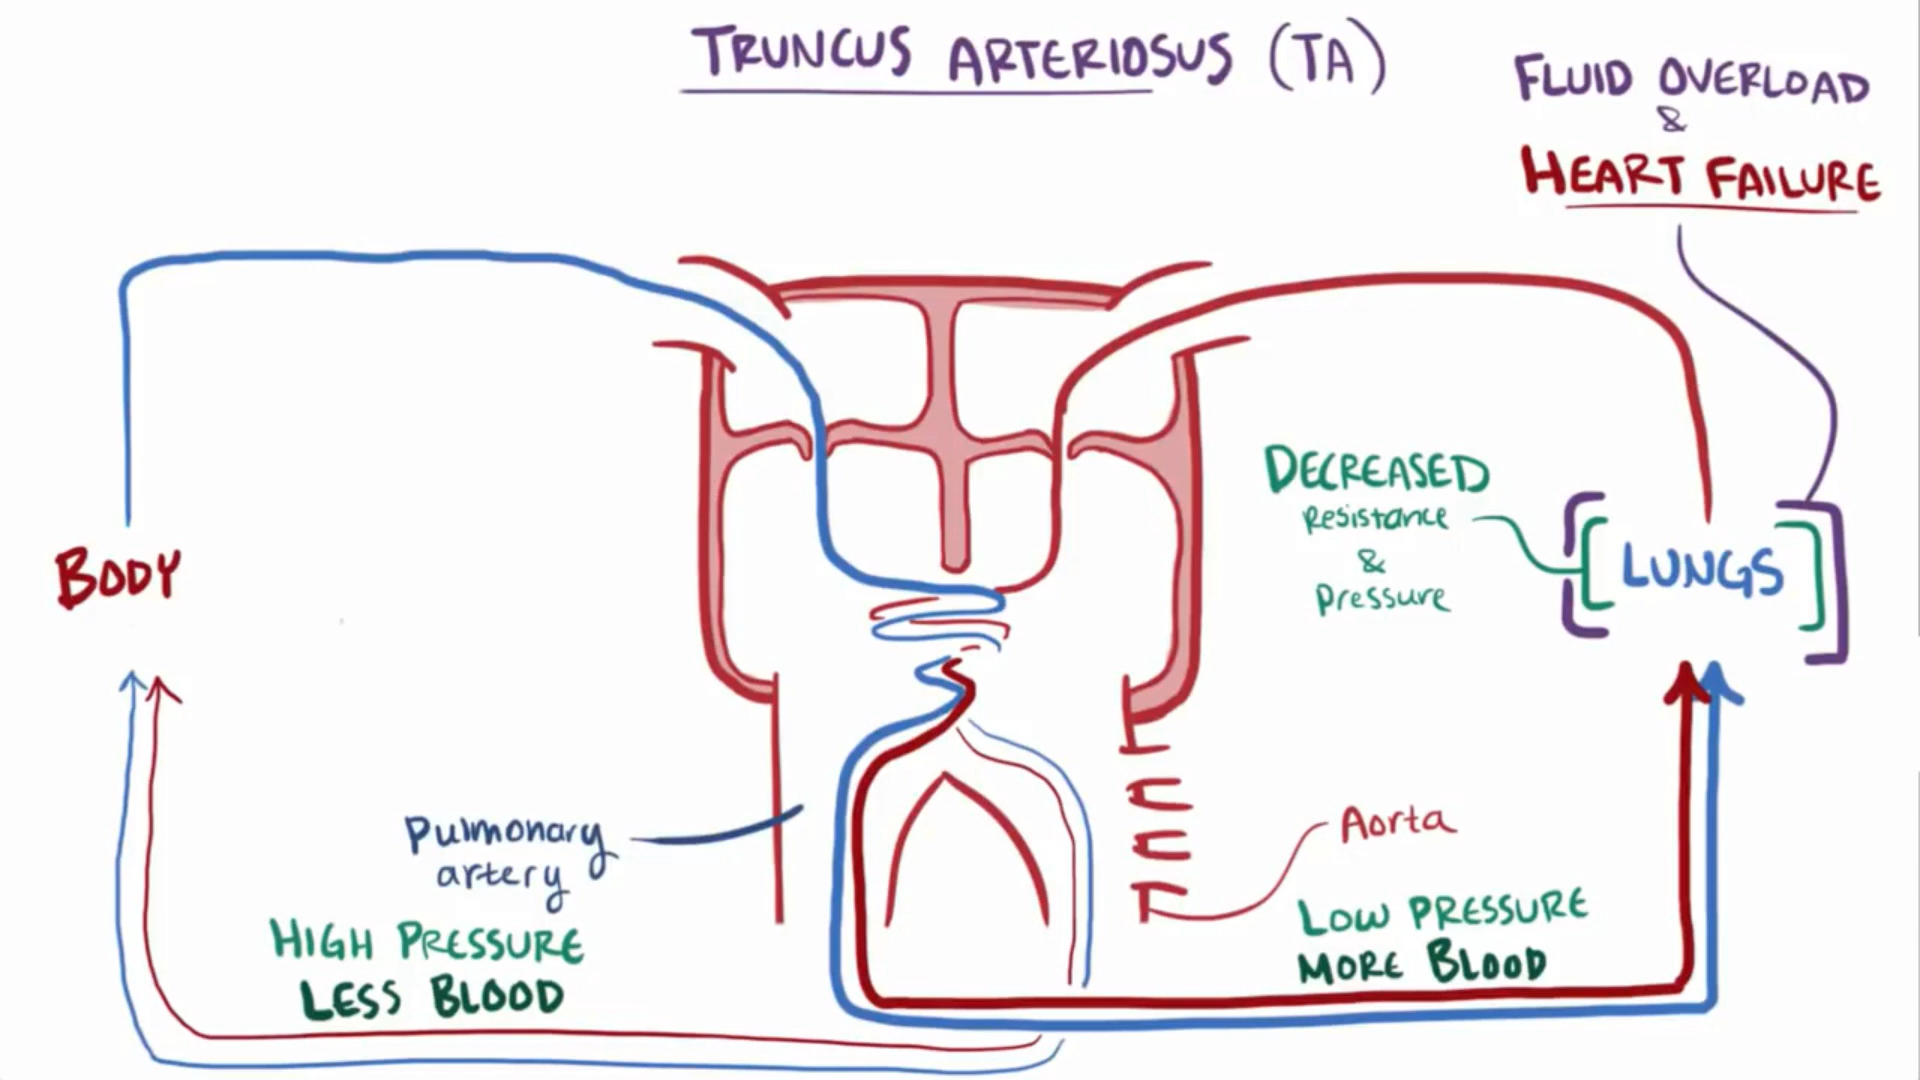 TRUNCUS ARTERIOSUS (TA)
FLUID OVERLOAD
&
HEART FAILURE
DECREASED
Resistance
&
Pressure
LUNGS
BODY
Pulmonary
artery
Aorta
HIGH PRESSURE
LESS BLOOD
LOW PRESSURE
MORE BLOOD